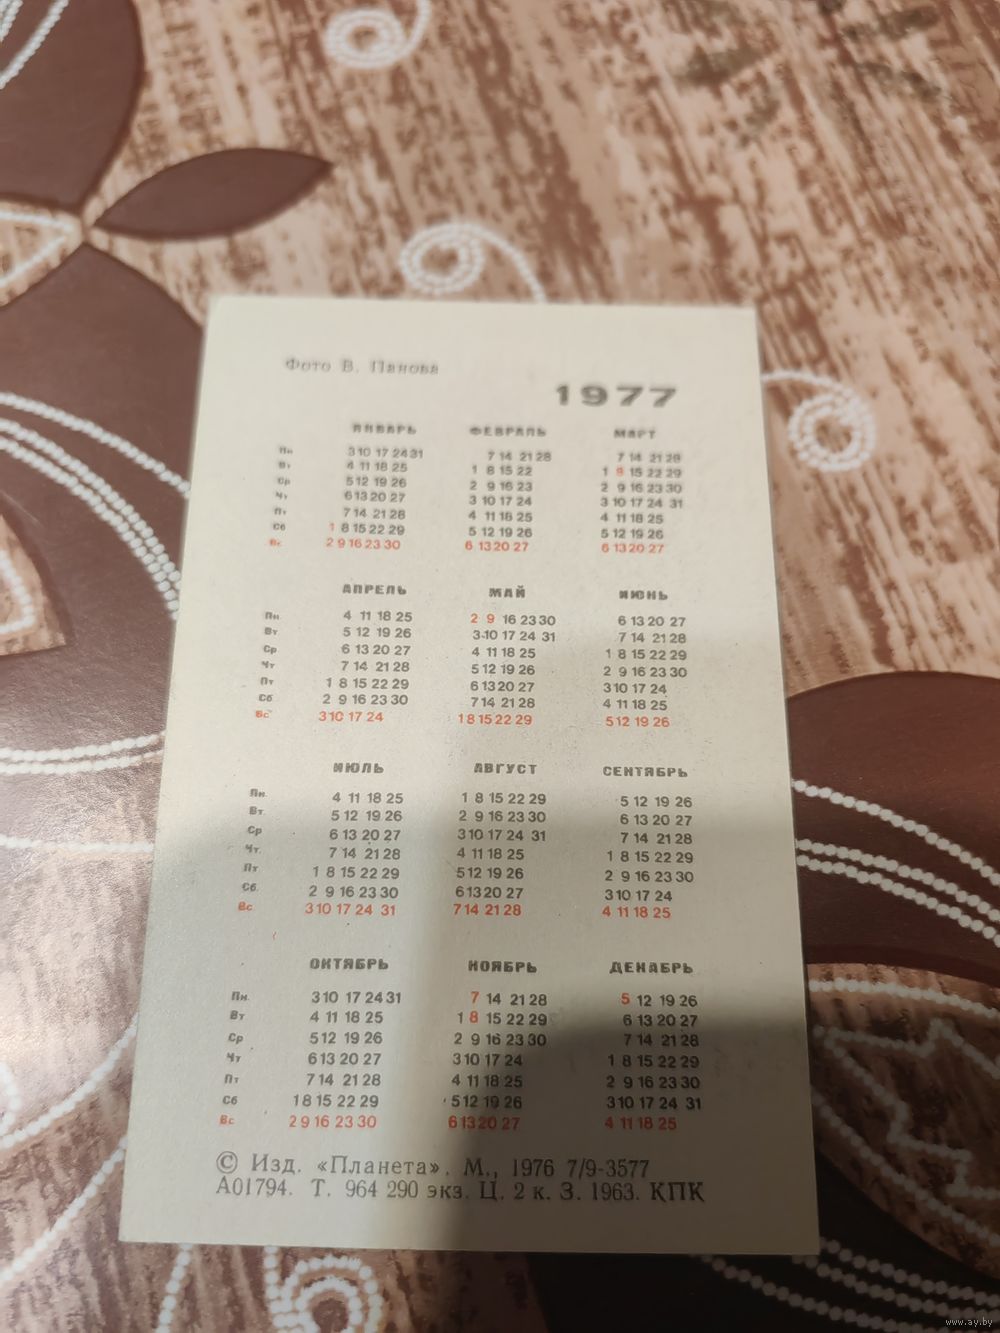 Фото В. Панова
1977
ЯНВАРЬ ФЕВРАЛЬ МАРТ
Пн 3 10 17 24 31 7 14 21 28 7 14 21 28
Вт 4 11 18 25 1 8 15 22 1 8 15 22 29
Ср 5 12 19 26 2 9 16 23 2 9 16 23 30
Чт 6 13 20 27 3 10 17 24 3 10 17 24 31
Пт 7 14 21 28 4 11 18 25 4 11 18 25
Сб 1 8 15 22 29 5 12 19 26 5 12 19 26
Вс 2 9 16 23 30 6 13 20 27 6 13 20 27
АПРЕЛЬ МАЙ ИЮНЬ
Пн. 4 11 18 25 2 9 16 23 30 6 13 20 27
Вт 5 12 19 26 3 10 17 24 31 7 14 21 28
Ср 6 13 20 27 4 11 18 25 1 8 15 22 29
Чт 7 14 21 28 5 12 19 26 2 9 16 23 30
Пт 1 8 15 22 29 6 13 20 27 3 10 17 24
Сб 2 9 16 23 30 7 14 21 28 4 11 18 25
Вс 3 10 17 24 1 8 15 22 29 5 12 19 26
ИЮЛЬ АВГУСТ СЕНТЯБРЬ
Пн. 4 11 18 25 1 8 15 22 29 5 12 19 26
Вт. 5 12 19 26 2 9 16 23 30 6 13 20 27
Ср 6 13 20 27 3 10 17 24 31 7 14 21 28
Чт. 7 14 21 28 4 11 18 25 1 8 15 22 29
Пт 1 8 15 22 29 5 12 19 26 2 9 16 23 30
Сб. 2 9 16 23 30 6 13 20 27 3 10 17 24
Вс 3 10 17 24 31 7 14 21 28 4 11 18 25
ОКТЯБРЬ НОЯБРЬ ДЕКАБРЬ
Пн. 3 10 17 24 31 7 14 21 28 5 12 19 26
Вт 4 11 18 25 1 8 15 22 29 6 13 20 27
Ср 5 12 19 26 2 9 16 23 30 7 14 21 28
Чт 6 13 20 27 3 10 17 24 1 8 15 22 29
Пт 7 14 21 28 4 11 18 25 2 9 16 23 30
Сб 1 8 15 22 29 5 12 19 26 3 10 17 24 31
Вс 2 9 16 23 30 6 13 20 27 4 11 18 25
© Изд. «Планета». М., 1976 7/9-3577
А01794. Т. 964 290 экз. Ц. 2 к. З. 1963. КПК
www.ay.by